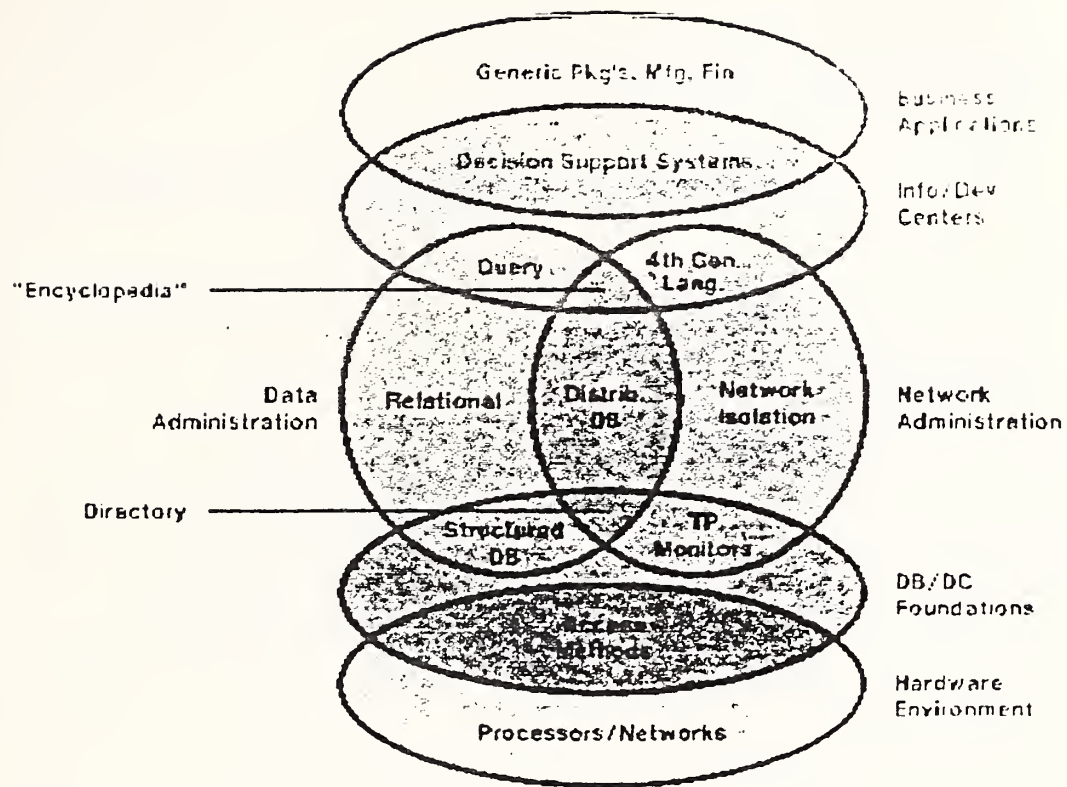 Generic Pkg's, Mfg, Fin
Business
Applications
Decision Support Systems
Info/Dev
Centers
Query
4th Gen.
Lang.
"Encyclopedia"
Data
Administration
Relational
Distrib.
DB
Network
Isolation
Network
Administration
Directory
Structured
DB
TP
Monitors
DB/DC
Foundations
Access
Methods
Hardware
Environment
Processors/Networks